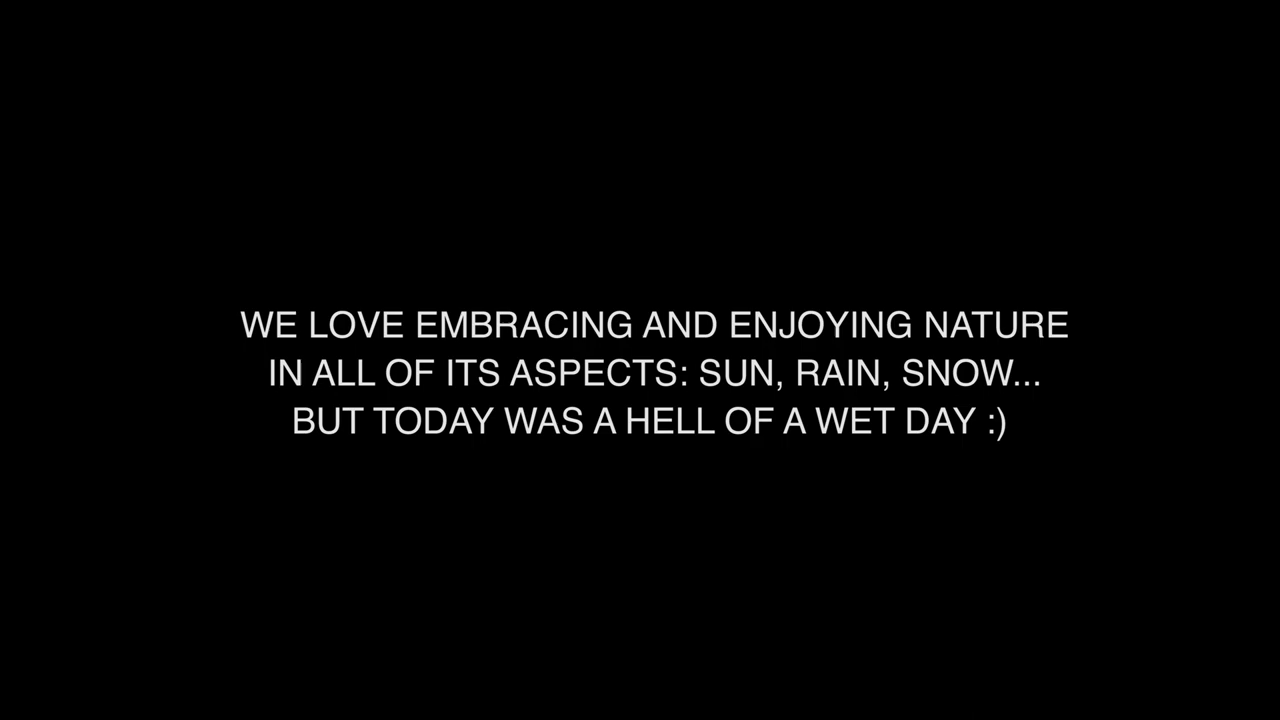 WE LOVE EMBRACING AND ENJOYING NATURE
IN ALL OF ITS ASPECTS: SUN, RAIN, SNOW...
BUT TODAY WAS A HELL OF A WET DAY :)